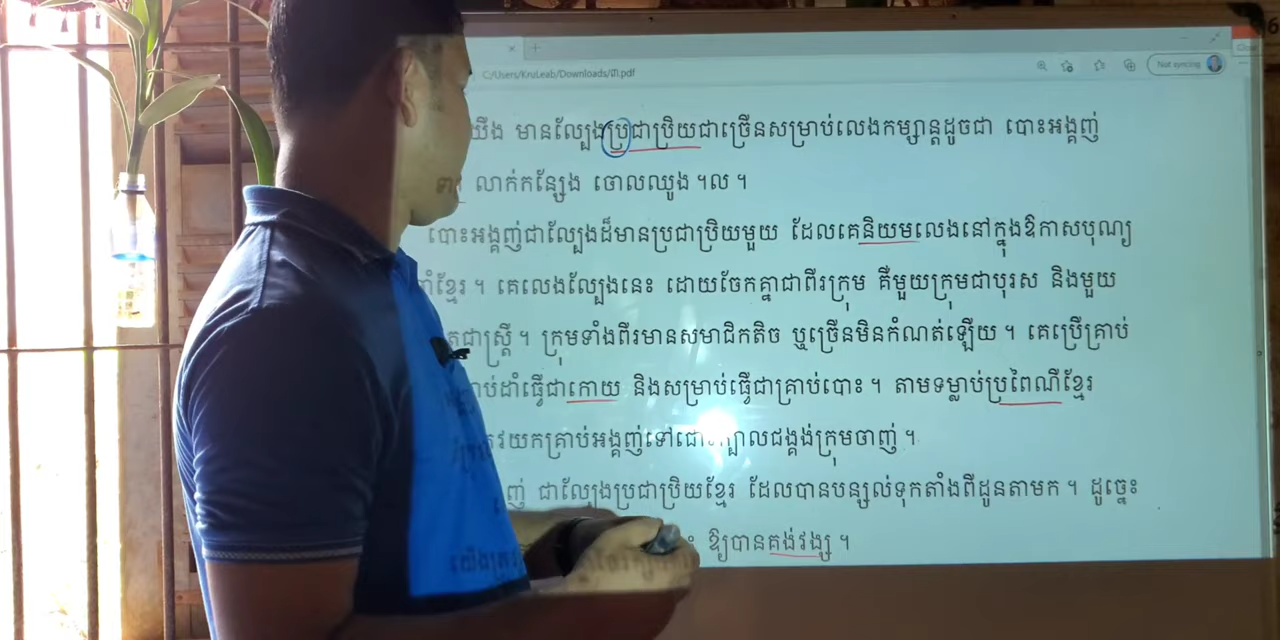 C:/Users/KruLeab/Downloads/ជា.pdf
Not syncing
យើង មានល្បែងប្រជាប្រិយជាច្រើនសម្រាប់លេងកម្សាន្តដូចជា បោះអង្គញ់
លាក់កន្សែង ចោលឈូង ។ល ។
បោះអង្គញ់ជាល្បែងដ៏មានប្រជាប្រិយមួយ ដែលគេនិយមលេងនៅក្នុងឱកាសបុណ្យ
ខ្មែរ ។ គេលេងល្បែងនេះ ដោយចែកគ្នាជាពីរក្រុម គឺមួយក្រុមជាបុរស និងមួយ
ជាស្ត្រី ។ ក្រុមទាំងពីរមានសមាជិកតិច ឬច្រើនមិនកំណត់ឡើយ ។ គេប្រើគ្រាប់
ដាំធ្វើជាកោយ និងសម្រាប់ធ្វើជាគ្រាប់បោះ ។ តាមទម្លាប់ប្រពៃណីខ្មែរ
យកគ្រាប់អង្គញ់ទៅ ជង្គង់ក្រុមចាញ់ ។
ជាល្បែងប្រជាប្រិយខ្មែរ ដែលបានបន្សល់ទុកតាំងពីដូនតាមក ។ ដូច្នេះ
យើងត្រូវ ឱ្យបានគង់វង្ស ។